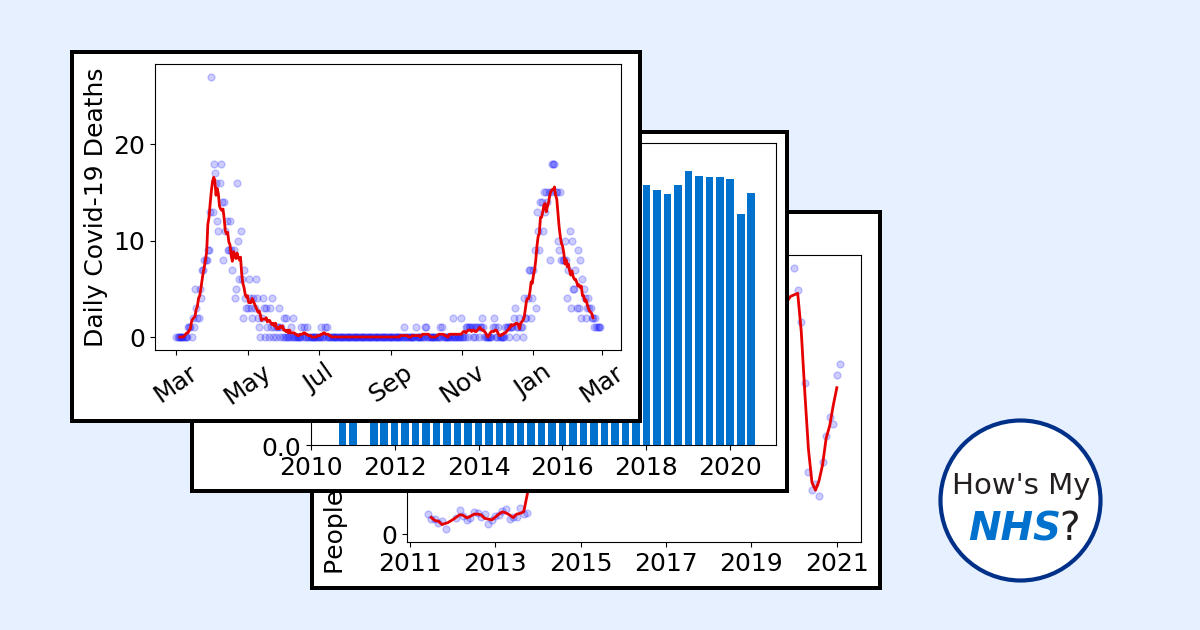 Daily Covid-19 Deaths
20
10
0
Mar May Jul Sep Nov Jan Mar
0.0
2010 2012 2014 2016 2018 2020
People
0
2011 2013 2015 2017 2019 2021
How's My
NHS?